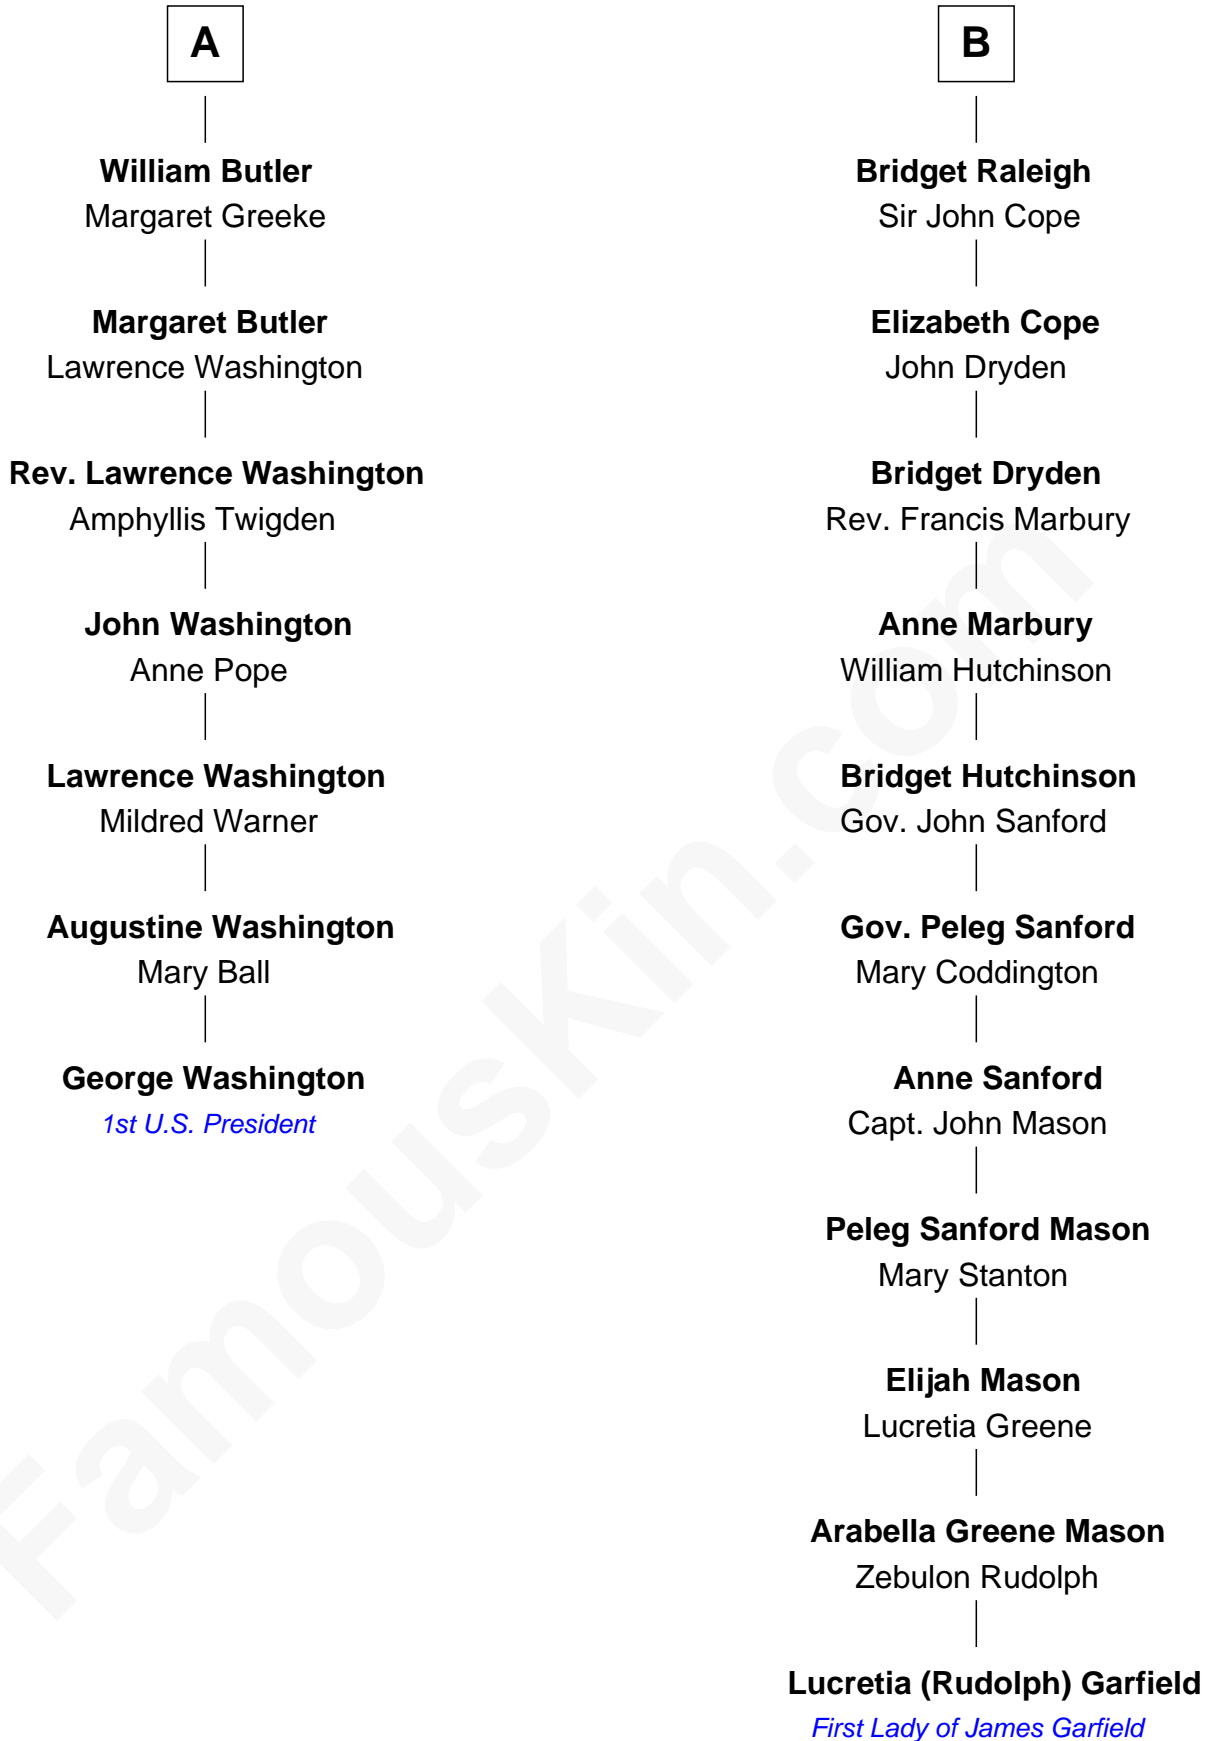 A
William Butler
Margaret Greeke
Margaret Butler
Lawrence Washington
Rev. Lawrence Washington
Amphyllis Twigden
John Washington
Anne Pope
Lawrence Washington
Mildred Warner
Augustine Washington
Mary Ball
George Washington
1st U.S. President
B
Bridget Raleigh
Sir John Cope
Elizabeth Cope
John Dryden
Bridget Dryden
Rev. Francis Marbury
Anne Marbury
William Hutchinson
Bridget Hutchinson
Gov. John Sanford
Gov. Peleg Sanford
Mary Coddington
Anne Sanford
Capt. John Mason
Peleg Sanford Mason
Mary Stanton
Elijah Mason
Lucretia Greene
Arabella Greene Mason
Zebulon Rudolph
Lucretia (Rudolph) Garfield
First Lady of James Garfield
FamousKin.com